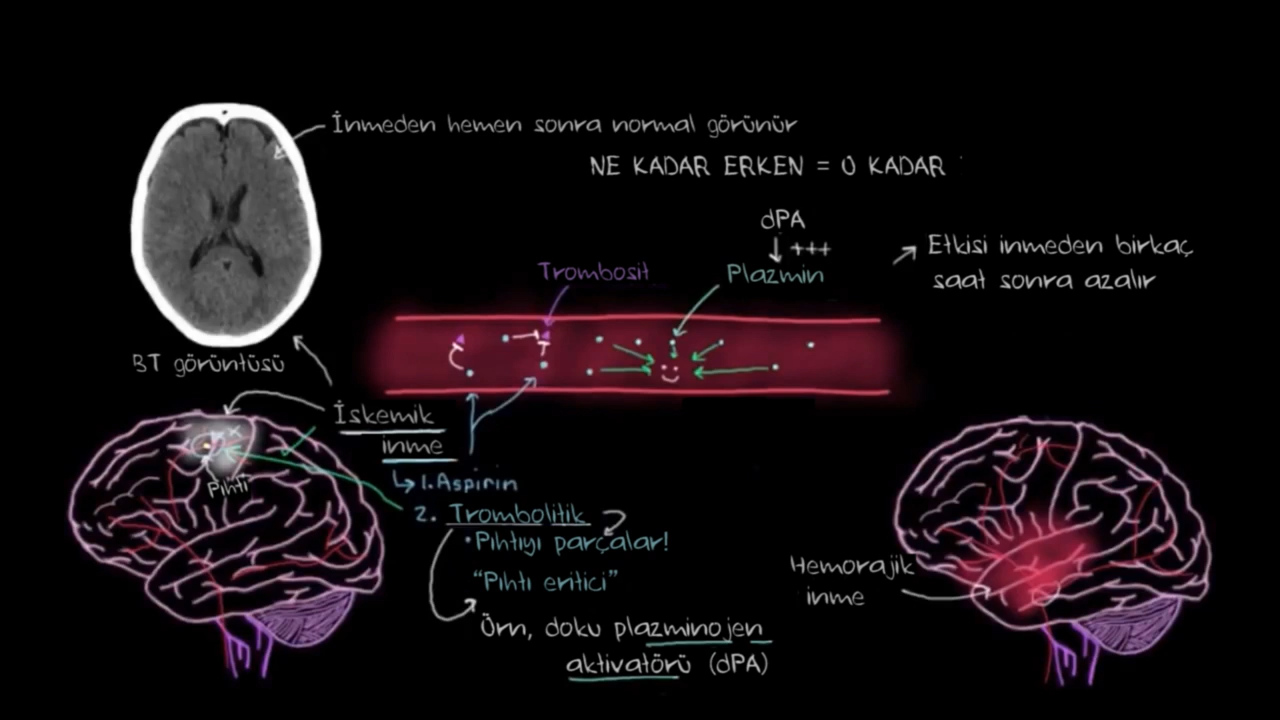 İnmeden hemen sonra normal görünür
NE KADAR ERKEN = O KADAR
dPA
↓ +++
Trombosit
Plazmin
Etkisi inmeden birkaç
saat sonra azalır
BT görüntüsü
İskemik
inme
Pıhtı
1. Aspirin
2. Trombolitik
• Pıhtıyı parçalar!
"Pıhtı eritici"
Örn, doku plazminojen
aktivatörü (dPA)
Hemorajik
inme